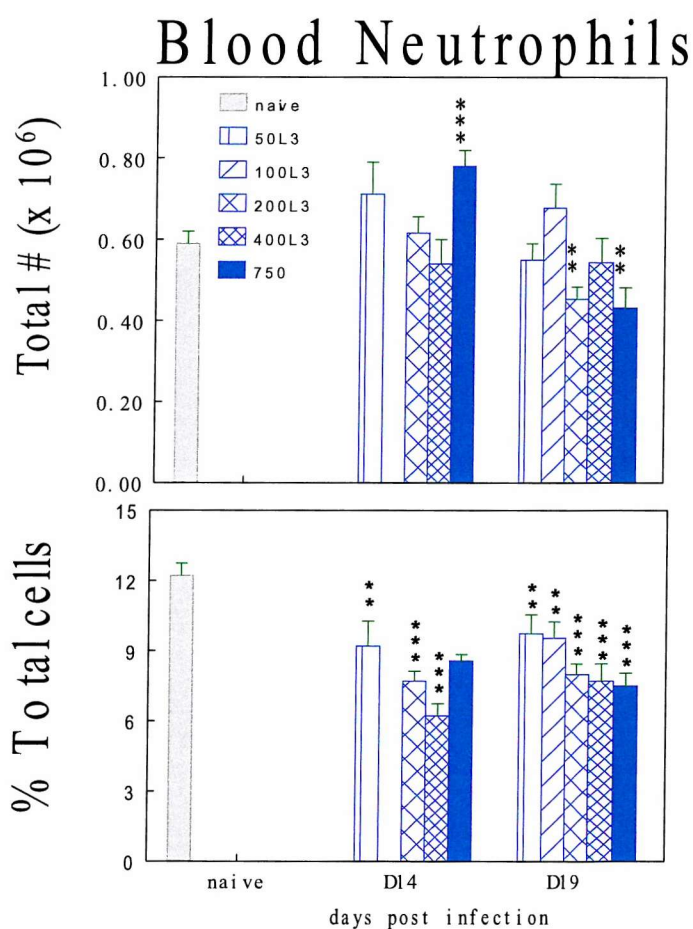 Blood Neutrophils
Total # (x 10⁶)
1.00
0.80
0.60
0.40
0.20
0.00
naive
50L3
100L3
200L3
400L3
750
***
**
**
% Total cells
15
12
9
6
3
0
**
***
***
**
**
***
***
***
naive
D14
D19
days post infection